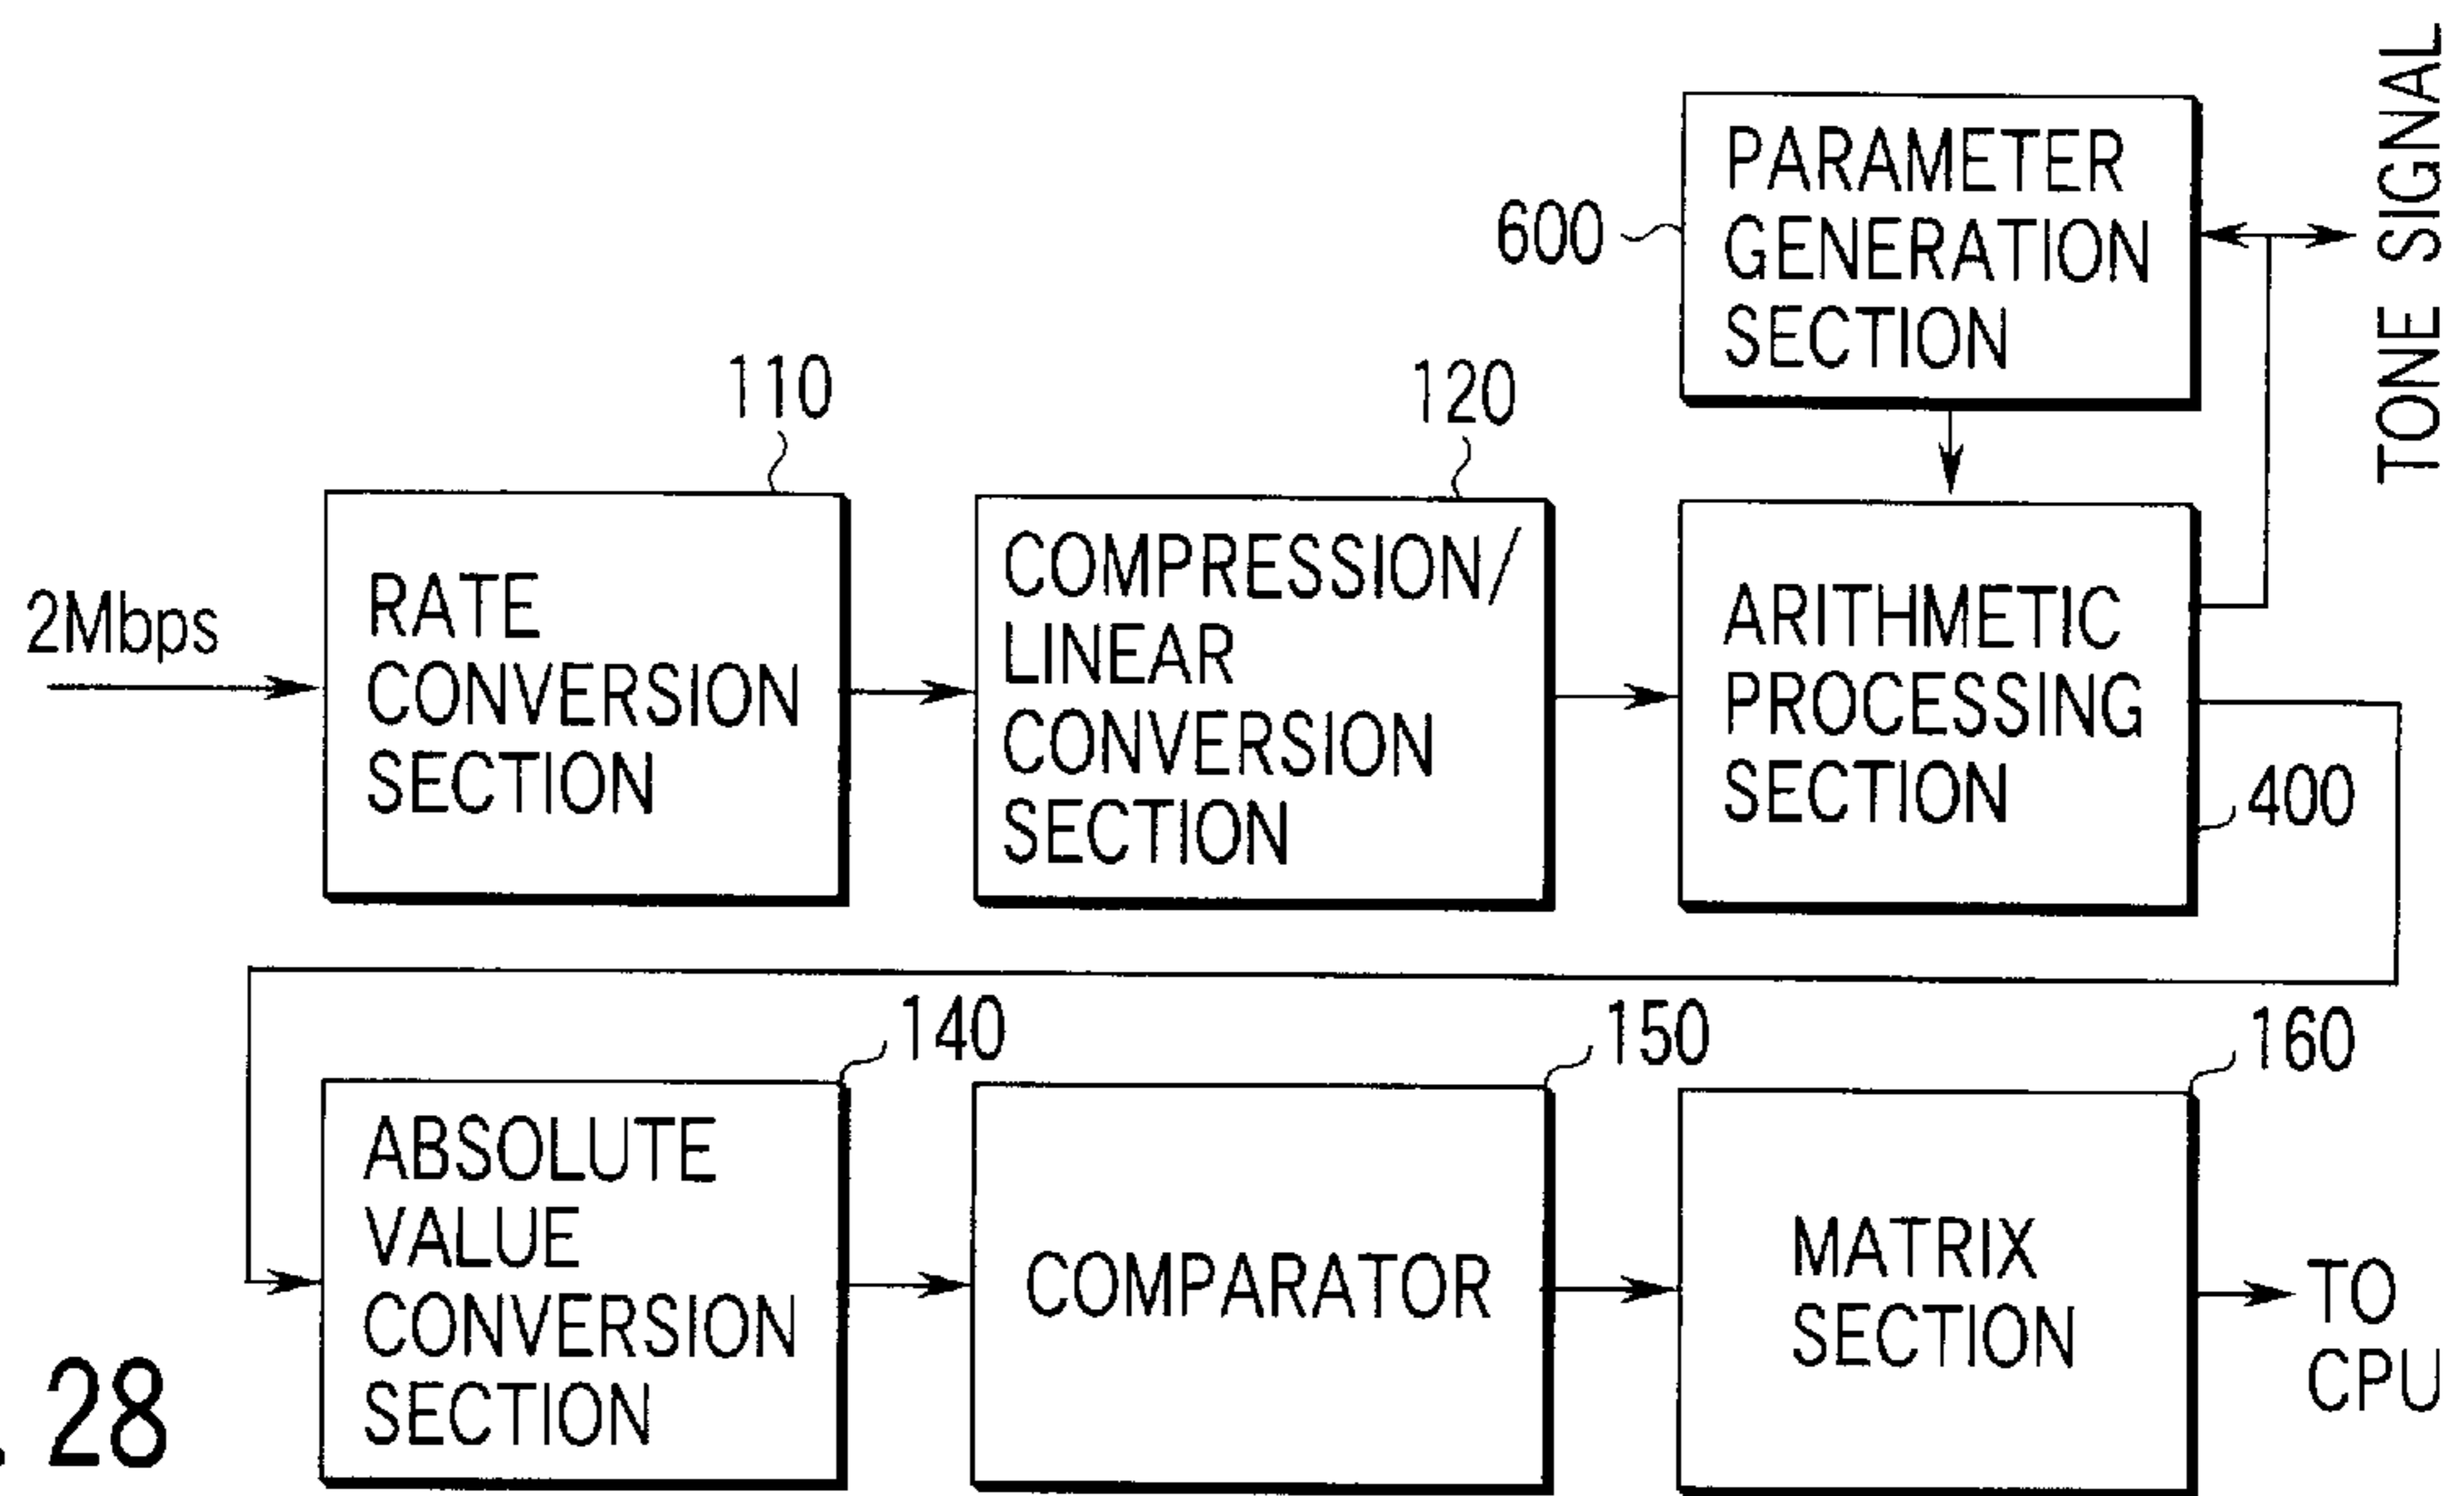 TONE SIGNAL
PARAMETER
GENERATION
SECTION
600
110
120
2Mbps
RATE
CONVERSION
SECTION
COMPRESSION/
LINEAR
CONVERSION
SECTION
ARITHMETIC
PROCESSING
SECTION
400
140
150
160
ABSOLUTE
VALUE
CONVERSION
SECTION
COMPARATOR
MATRIX
SECTION
TO
CPU
28